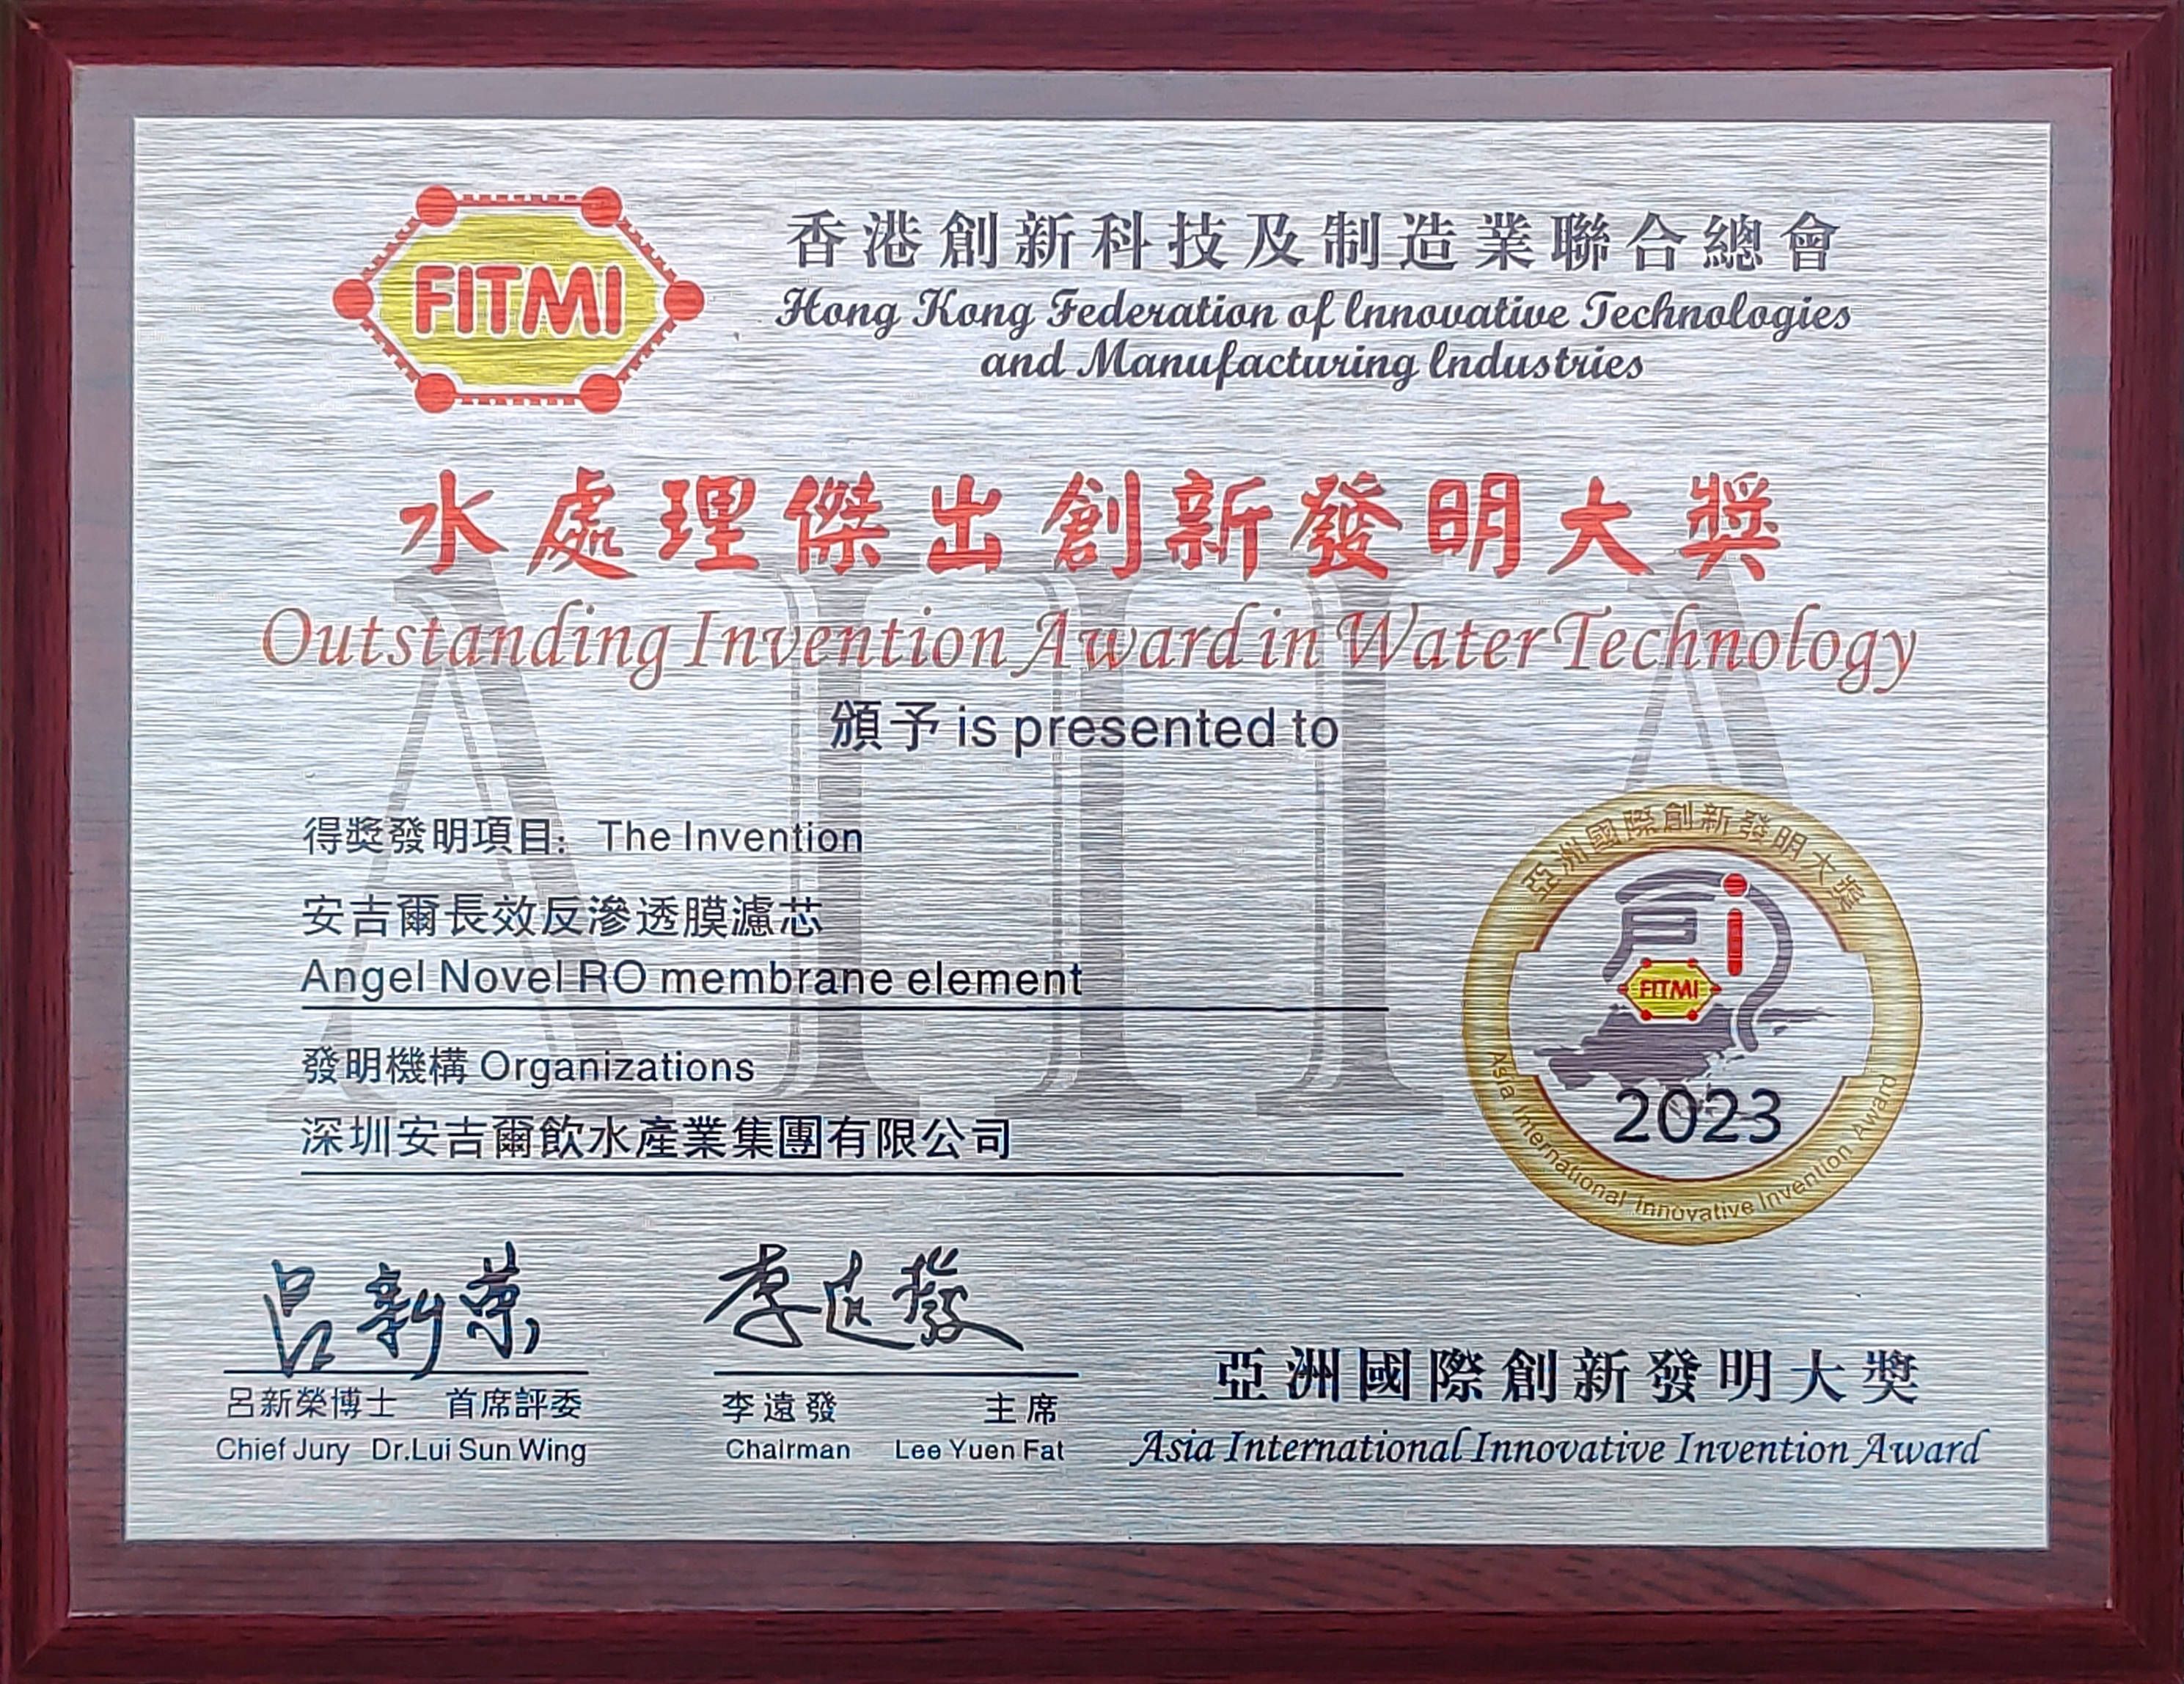 FITMI
香港創新科技及制造業聯合總會
Hong Kong Federation of Innovative Technologies
and Manufacturing Industries
水處理傑出創新發明大獎
Outstanding Invention Award in Water Technology
頒予 is presented to
AIIIA
得獎發明項目: The Invention
安吉爾長效反滲透膜濾芯
Angel Novel RO membrane element
發明機構 Organizations
深圳安吉爾飲水產業集團有限公司
亞洲國際創新發明大獎
FITMI
2023
Asia International Innovative Invention Award
呂新榮
李遠發
呂新榮博士 首席評委
Chief Jury Dr.Lui Sun Wing
李遠發 主席
Chairman Lee Yuen Fat
亞洲國際創新發明大獎
Asia International Innovative Invention Award